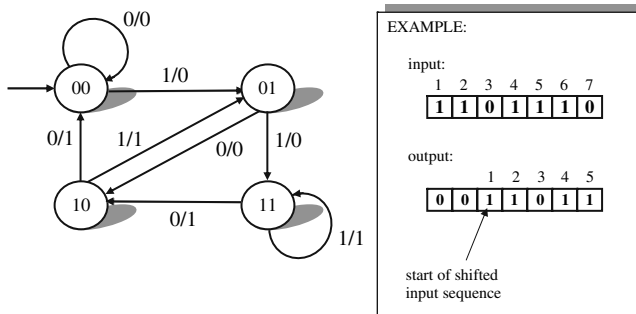 0/0
00
1/0
01
0/1
1/1
0/0
1/0
10
0/1
11
1/1
EXAMPLE:
input:
1 2 3 4 5 6 7
1 1 0 1 1 1 0
output:
1 2 3 4 5
0 0 1 1 0 1 1
start of shifted
input sequence